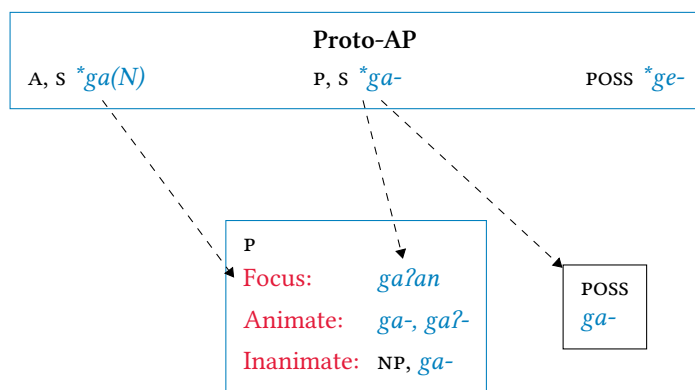 Proto-AP
A, S *ga(N) P, S *ga- POSS *ge-
P
Focus: gaʔan
Animate: ga-, gaʔ-
Inanimate: NP, ga-
POSS
ga-